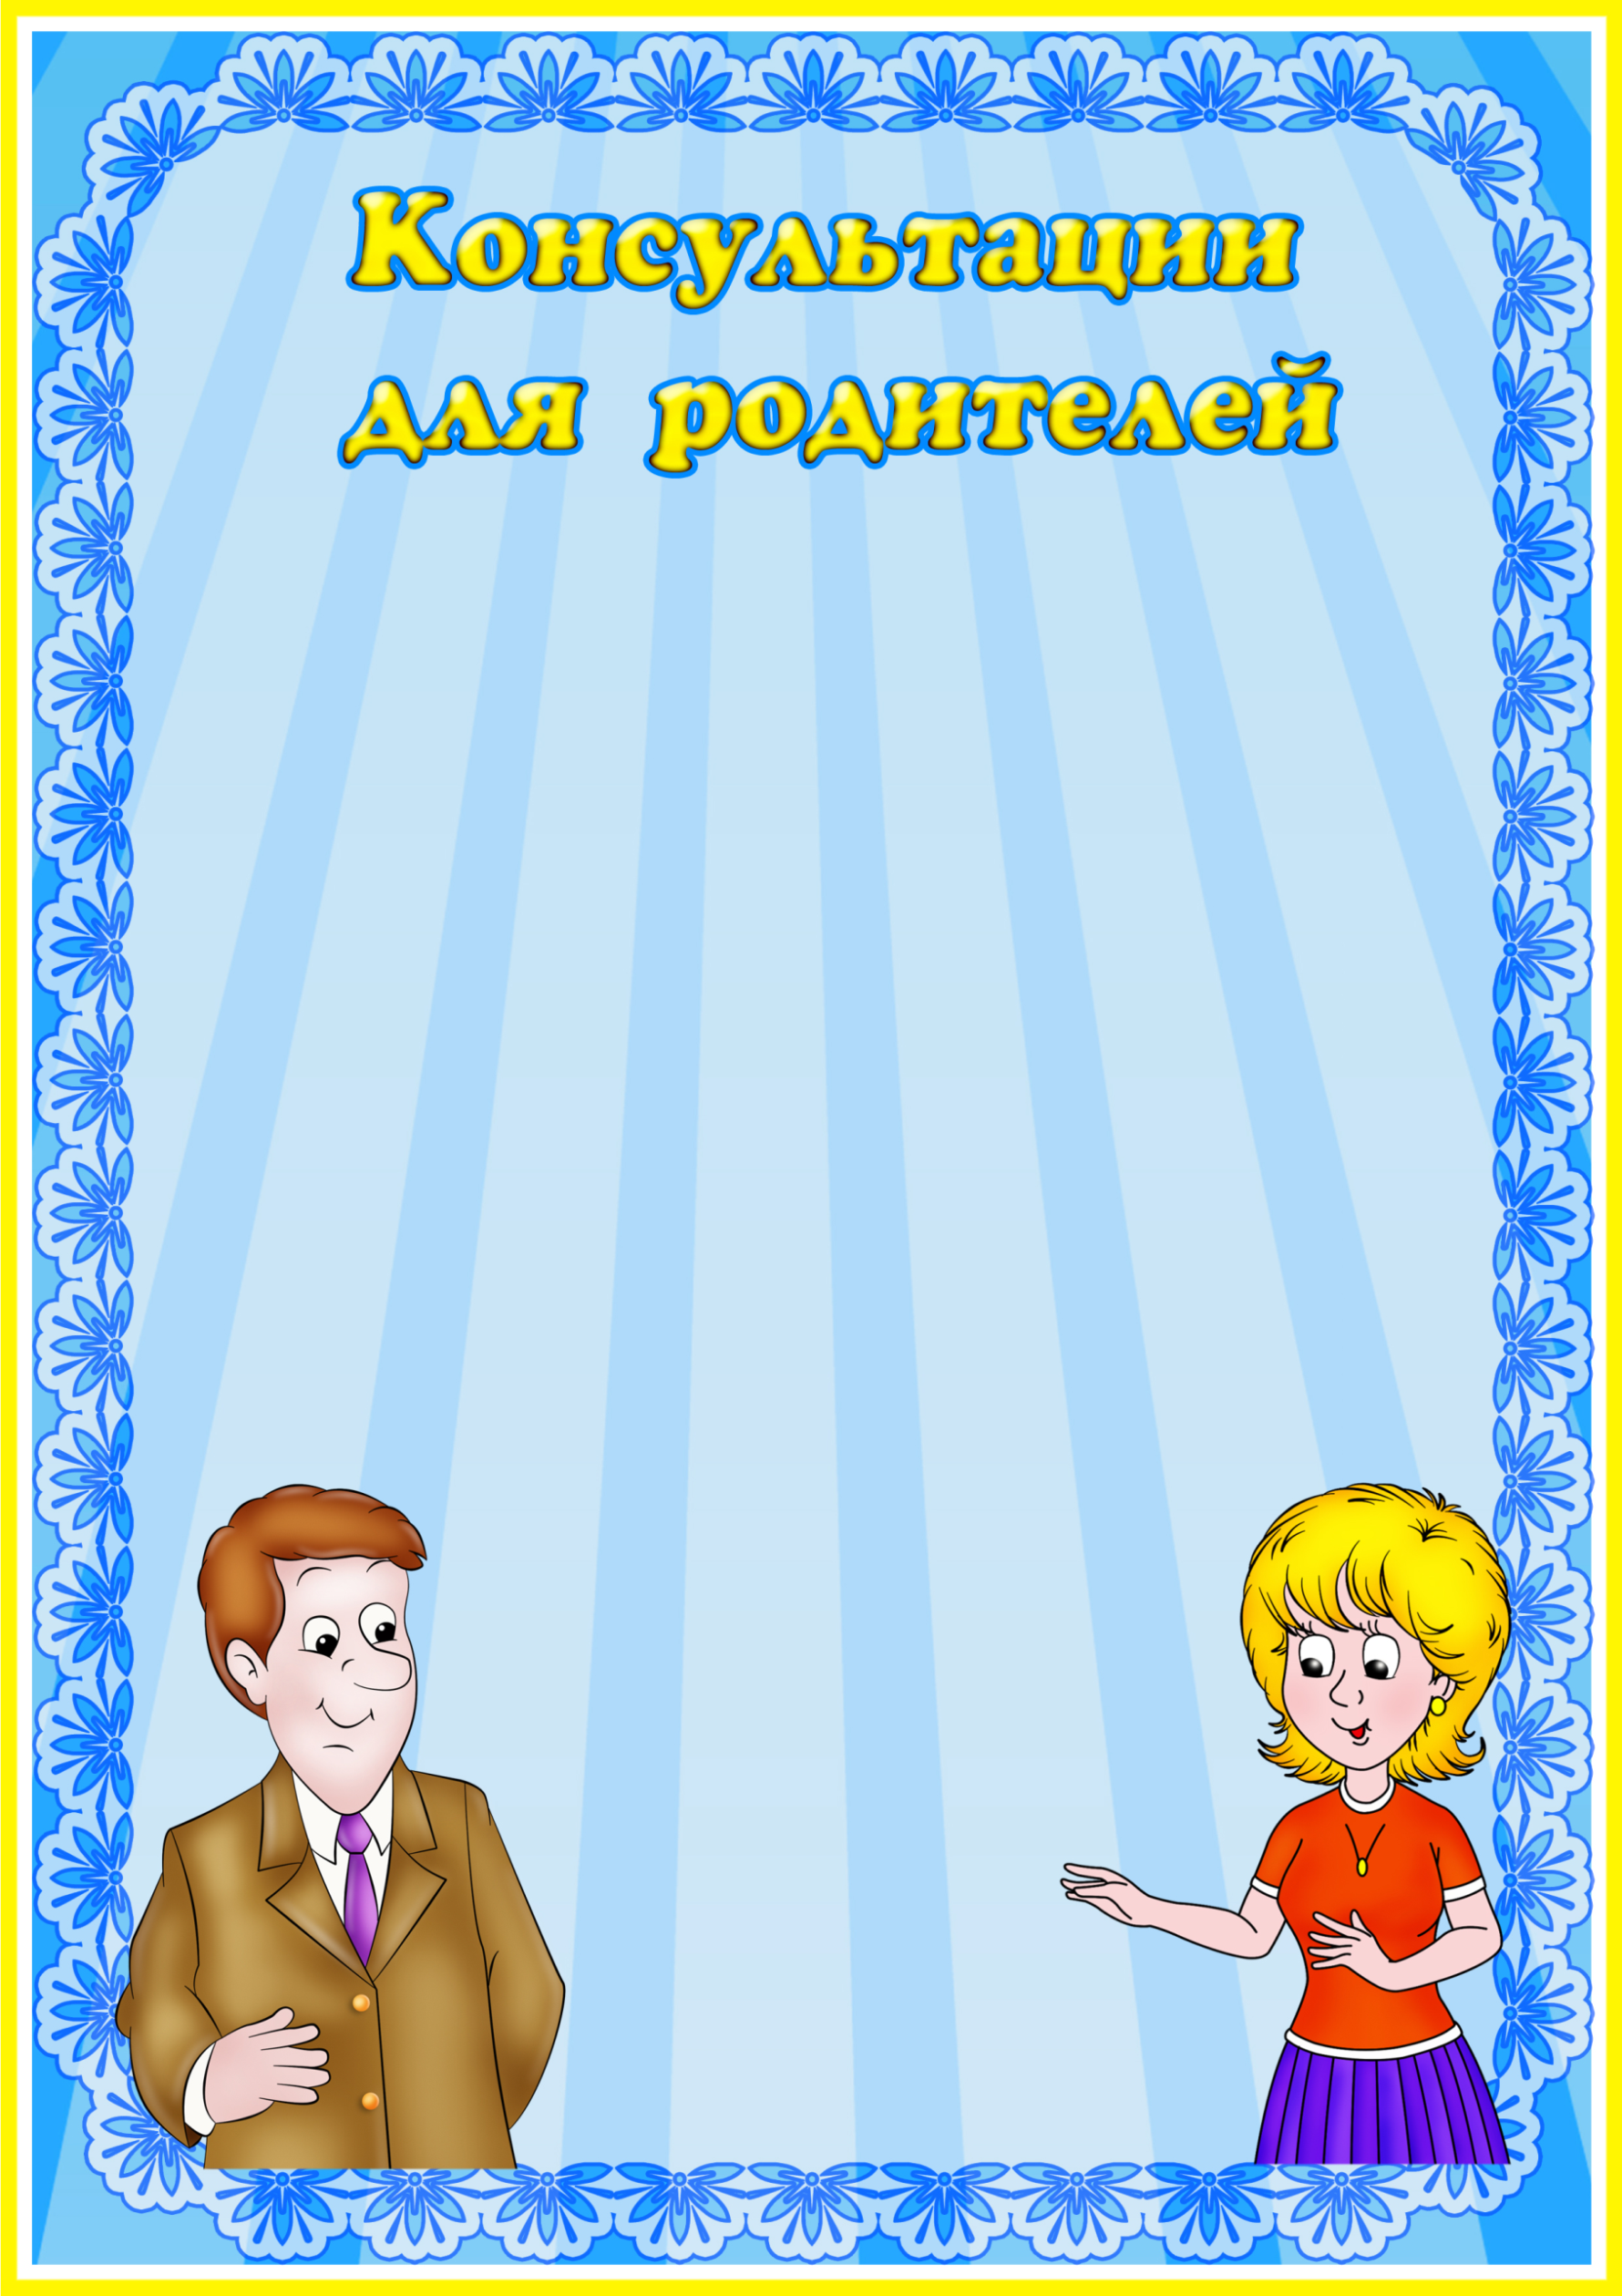 Консультации
для родителей